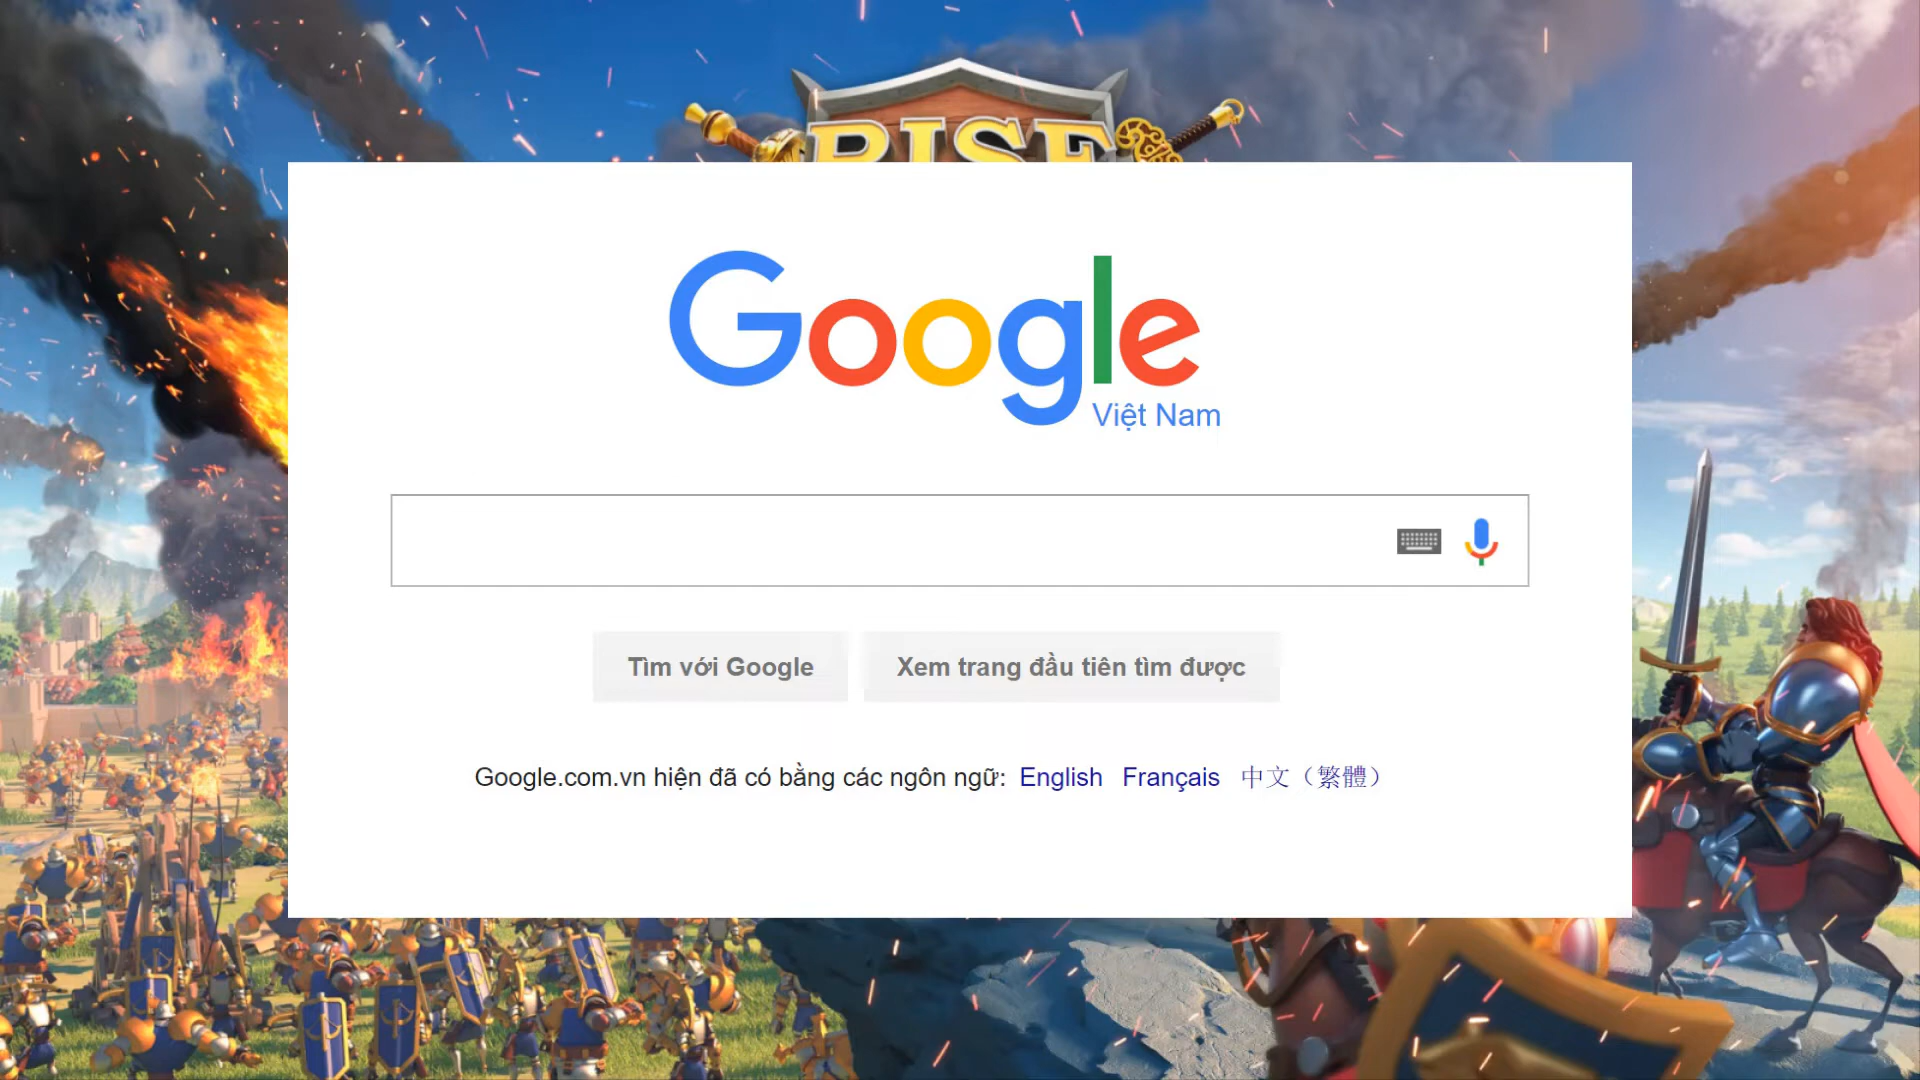 RISE
Google
Việt Nam
Tìm với Google
Xem trang đầu tiên tìm được
Google.com.vn hiện đã có bằng các ngôn ngữ: English Français 中文（繁體）